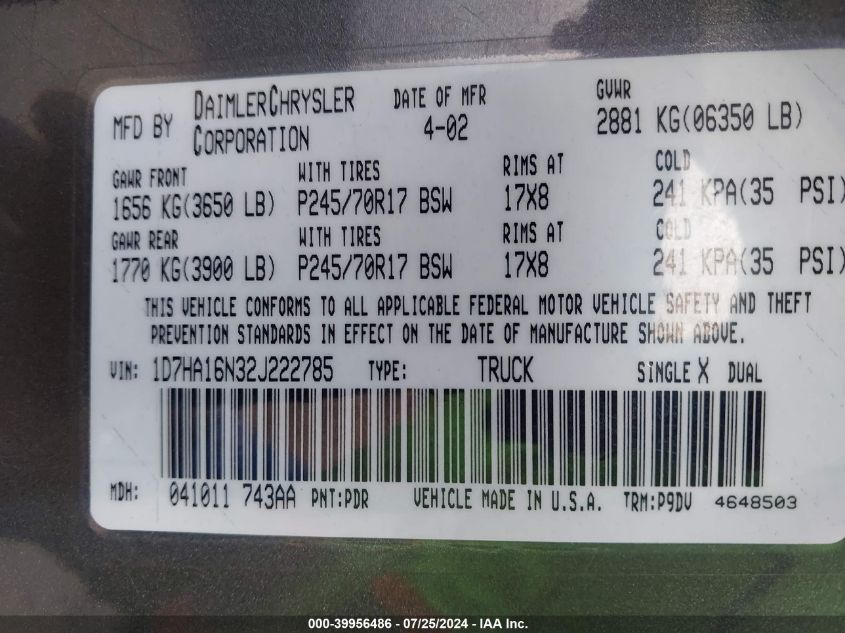 MFD BY DAIMLERCHRYSLER CORPORATION DATE OF MFR 4-02 GVWR 2881 KG(06350 LB)
GAWR FRONT WITH TIRES RIMS AT COLD
1656 KG(3650 LB) P245/70R17 BSW 17X8 241 KPA(35 PSI)
GAWR REAR WITH TIRES RIMS AT COLD
1770 KG(3900 LB) P245/70R17 BSW 17X8 241 KPA(35 PSI)
THIS VEHICLE CONFORMS TO ALL APPLICABLE FEDERAL MOTOR VEHICLE SAFETY AND THEFT
PREVENTION STANDARDS IN EFFECT ON THE DATE OF MANUFACTURE SHOWN ABOVE.
VIN: 1D7HA16N32J222785 TYPE: TRUCK SINGLE X DUAL
MDH: 041011 743AA PNT:PDR VEHICLE MADE IN U.S.A. TRM:P9DV 4648503
000-39956486 - 07/25/2024 - IAA Inc.